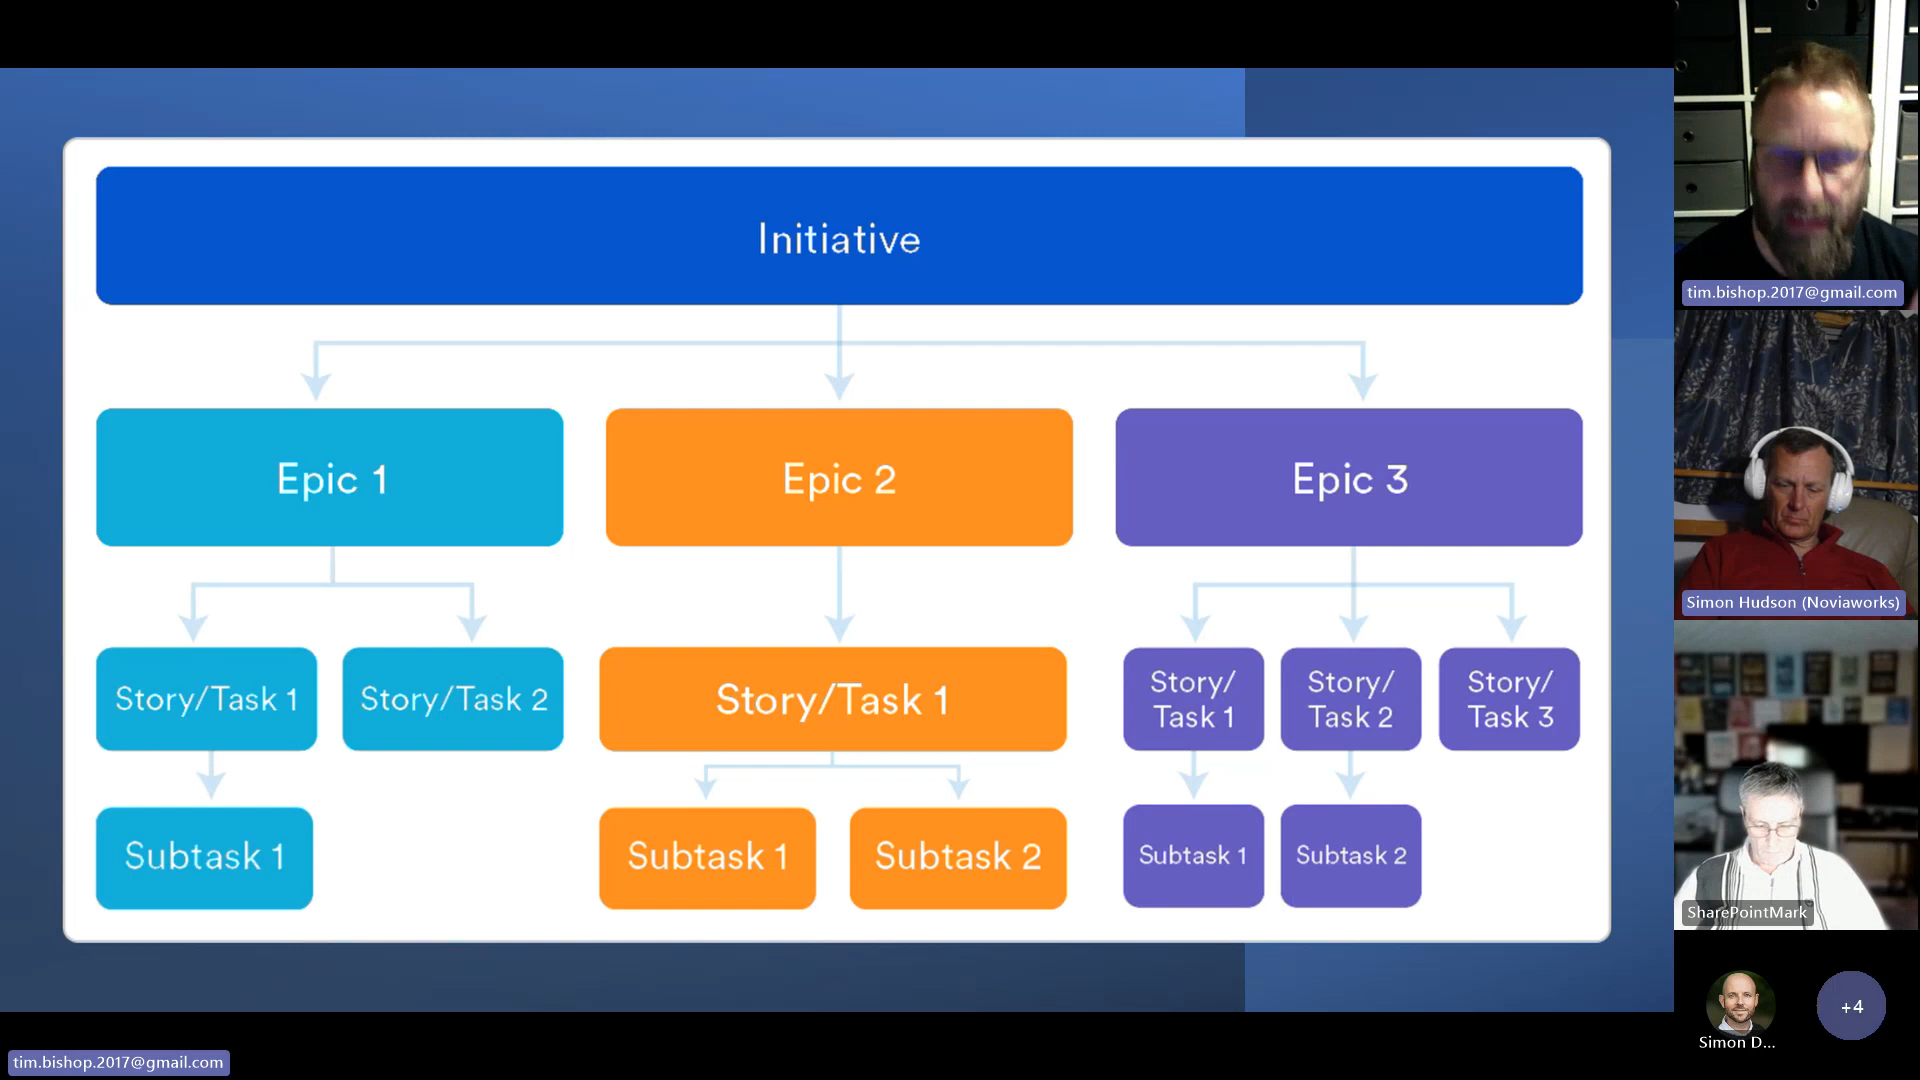 Initiative
Epic 1
Epic 2
Epic 3
Story/Task 1
Story/Task 2
Story/Task 1
Story/
Task 1
Story/
Task 2
Story/
Task 3
Subtask 1
Subtask 1
Subtask 2
Subtask 1
Subtask 2
tim.bishop.2017@gmail.com
Simon Hudson (Noviaworks)
SharePointMark
Simon D...
+4
tim.bishop.2017@gmail.com